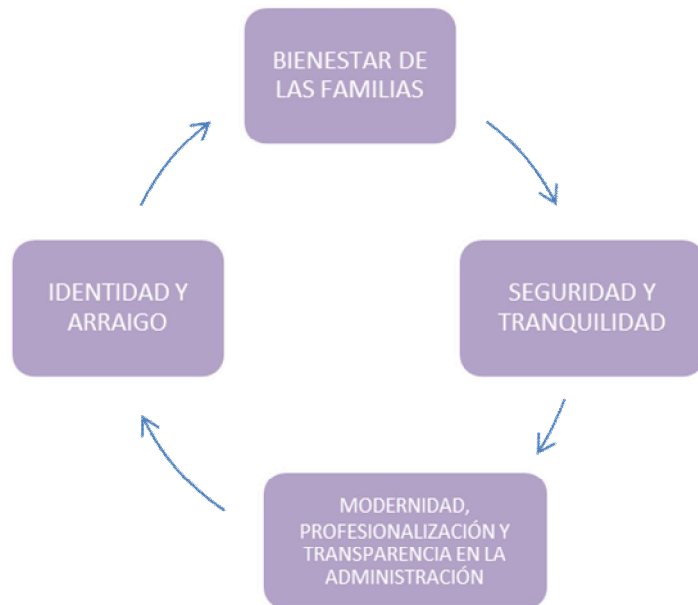 BIENESTAR DE
LAS FAMILIAS
SEGURIDAD Y
TRANQUILIDAD
MODERNIDAD,
PROFESIONALIZACIÓN Y
TRANSPARENCIA EN LA
ADMINISTRACIÓN
IDENTIDAD Y
ARRAIGO